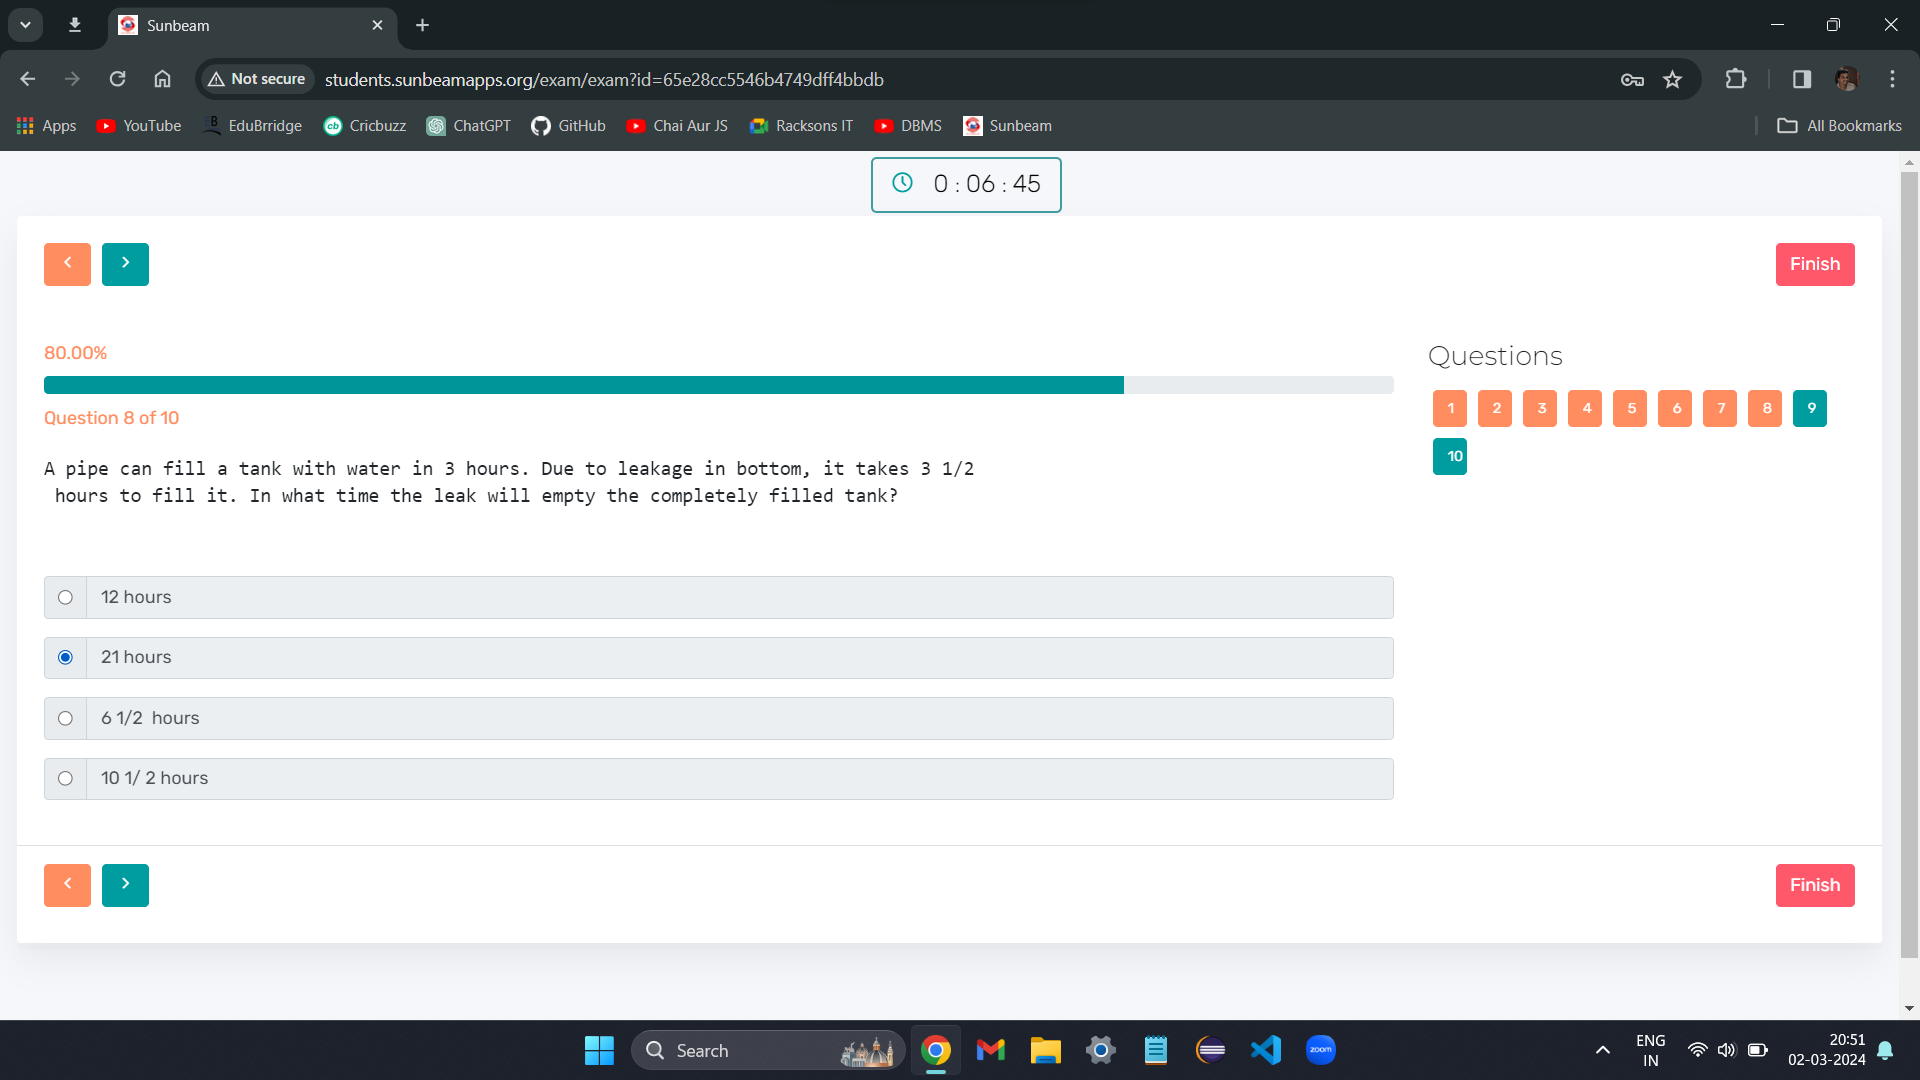 Sunbeam
Not secure
students.sunbeamapps.org/exam/exam?id=65e28cc5546b4749dff4bbdb
Apps YouTube EduBrridge Cricbuzz ChatGPT GitHub Chai Aur JS Racksons IT DBMS Sunbeam All Bookmarks
0 : 06 : 45
Finish
80.00%
Question 8 of 10
A pipe can fill a tank with water in 3 hours. Due to leakage in bottom, it takes 3 1/2
hours to fill it. In what time the leak will empty the completely filled tank?
12 hours
21 hours
6 1/2 hours
10 1/ 2 hours
Questions
1 2 3 4 5 6 7 8 9
10
Finish
Search
zoom
ENG
IN
20:51
02-03-2024